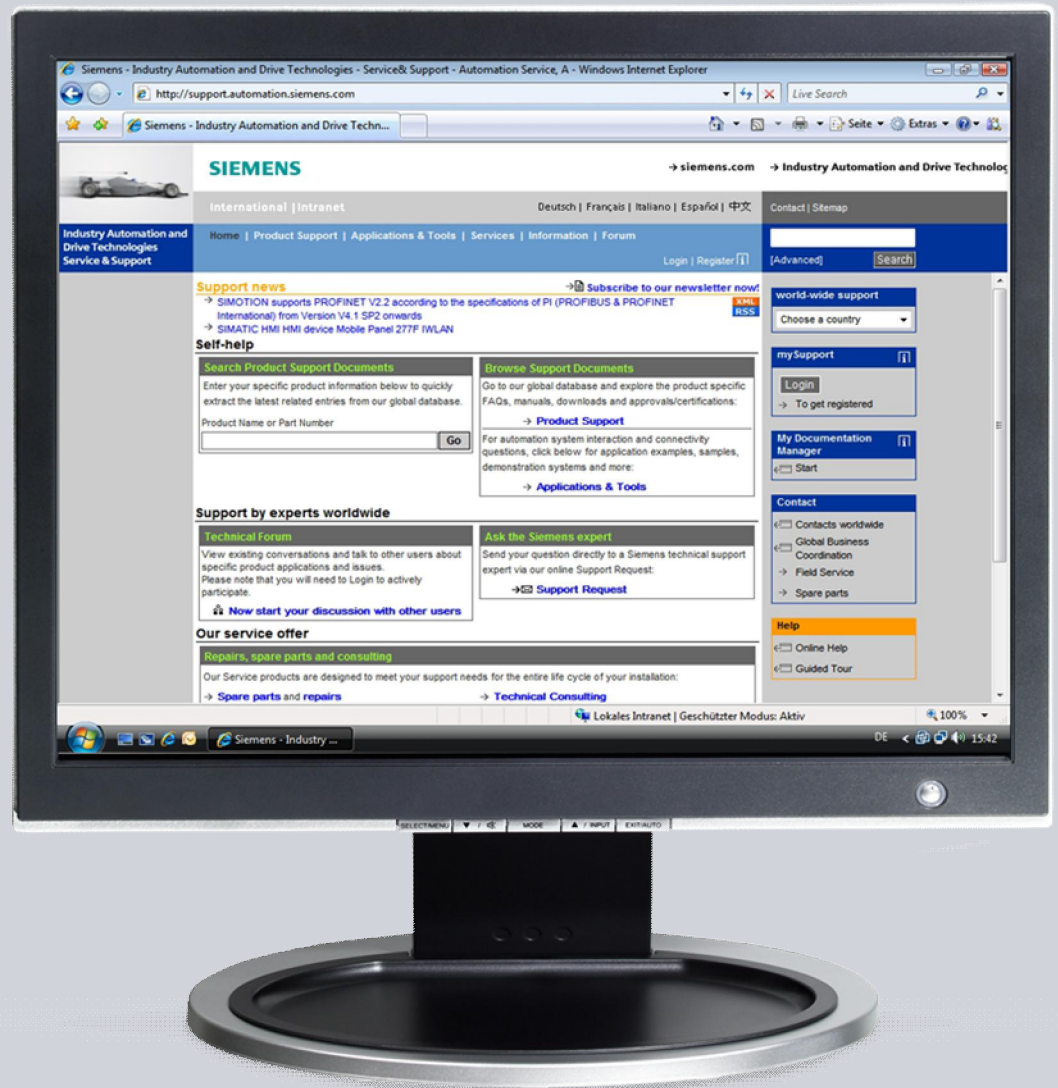 Siemens - Industry Automation and Drive Technologies - Service& Support - Automation Service, A - Windows Internet Explorer
http://support.automation.siemens.com
Live Search
Siemens - Industry Automation and Drive Techn...
Seite
Extras
SIEMENS
siemens.com
Industry Automation and Drive Technolog
International | Intranet
Deutsch | Français | Italiano | Español | 中文
Contact | Sitemap
Industry Automation and
Drive Technologies
Service & Support
Home | Product Support | Applications & Tools | Services | Information | Forum
Login | Register
[Advanced]
Search
Support news
Subscribe to our newsletter now!
SIMOTION supports PROFINET V2.2 according to the specifications of PI (PROFIBUS & PROFINET
International) from Version V4.1 SP2 onwards
XML
RSS
SIMATIC HMI HMI device Mobile Panel 277F IWLAN
Self-help
Search Product Support Documents
Enter your specific product information below to quickly
extract the latest related entries from our global database.
Product Name or Part Number
Go
Browse Support Documents
Go to our global database and explore the product specific
FAQs, manuals, downloads and approvals/certifications:
Product Support
For automation system interaction and connectivity
questions, click below for application examples, samples,
demonstration systems and more:
Applications & Tools
Support by experts worldwide
Technical Forum
View existing conversations and talk to other users about
specific product applications and issues.
Please note that you will need to Login to actively
participate.
Now start your discussion with other users
Ask the Siemens expert
Send your question directly to a Siemens technical support
expert via our online Support Request:
Support Request
Our service offer
Repairs, spare parts and consulting
Our Service products are designed to meet your support needs for the entire life cycle of your installation:
Spare parts and repairs
Technical Consulting
world-wide support
Choose a country
mySupport
Login
To get registered
My Documentation
Manager
Start
Contact
Contacts worldwide
Global Business
Coordination
Field Service
Spare parts
Help
Online Help
Guided Tour
Lokales Intranet | Geschützter Modus: Aktiv
100%
Siemens - Industry ...
DE
15:42
SELECT/MENU
MODE
/ INPUT
EXIT/AUTO